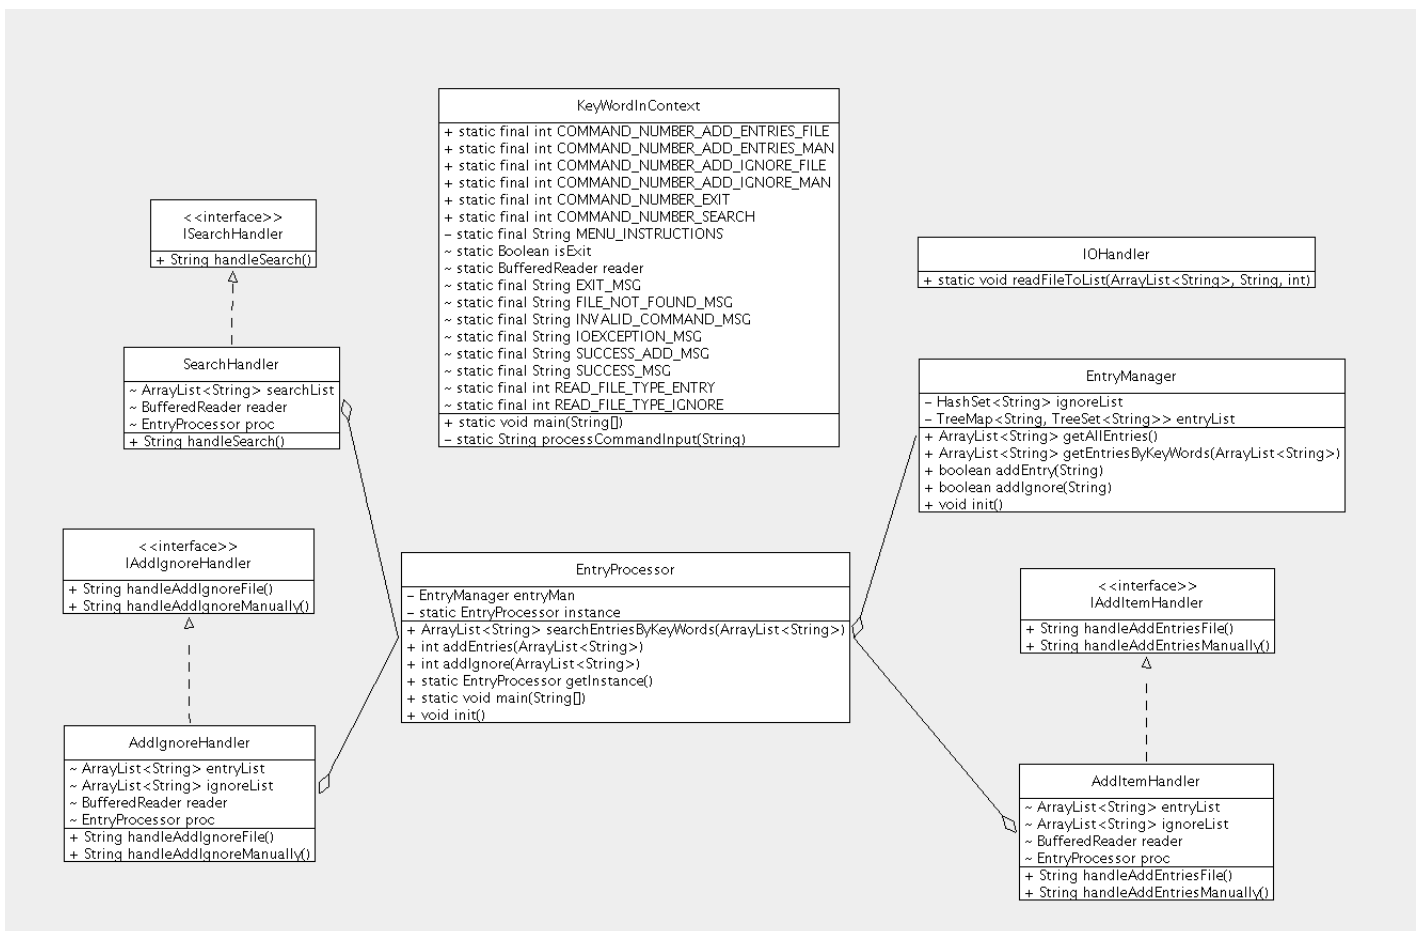 KeyWordInContext
+ static final int COMMAND_NUMBER_ADD_ENTRIES_FILE
+ static final int COMMAND_NUMBER_ADD_ENTRIES_MAN
+ static final int COMMAND_NUMBER_ADD_IGNORE_FILE
+ static final int COMMAND_NUMBER_ADD_IGNORE_MAN
+ static final int COMMAND_NUMBER_EXIT
+ static final int COMMAND_NUMBER_SEARCH
- static final String MENU_INSTRUCTIONS
~ static Boolean isExit
~ static BufferedReader reader
~ static final String EXIT_MSG
~ static final String FILE_NOT_FOUND_MSG
~ static final String INVALID_COMMAND_MSG
~ static final String IOEXCEPTION_MSG
~ static final String SUCCESS_ADD_MSG
~ static final String SUCCESS_MSG
~ static final int READ_FILE_TYPE_ENTRY
~ static final int READ_FILE_TYPE_IGNORE
+ static void main(String[])
- static String processCommandInput(String)
<<interface>>
ISearchHandler
+ String handleSearch()
SearchHandler
~ ArrayList<String> searchList
~ BufferedReader reader
~ EntryProcessor proc
+ String handleSearch()
IOHandler
+ static void readFileToList(ArrayList<String>, String, int)
EntryManager
- HashSet<String> ignoreList
- TreeMap<String, TreeSet<String>> entryList
+ ArrayList<String> getAllEntries()
+ ArrayList<String> getEntriesByKeyWords(ArrayList<String>)
+ boolean addEntry(String)
+ boolean addIgnore(String)
+ void init()
<<interface>>
IAddIgnoreHandler
+ String handleAddIgnoreFile()
+ String handleAddIgnoreManually()
EntryProcessor
- EntryManager entryMan
- static EntryProcessor instance
+ ArrayList<String> searchEntriesByKeyWords(ArrayList<String>)
+ int addEntries(ArrayList<String>)
+ int addIgnore(ArrayList<String>)
+ static EntryProcessor getInstance()
+ static void main(String[])
+ void init()
<<interface>>
IAddItemHandler
+ String handleAddEntriesFile()
+ String handleAddEntriesManually()
AddIgnoreHandler
~ ArrayList<String> entryList
~ ArrayList<String> ignoreList
~ BufferedReader reader
~ EntryProcessor proc
+ String handleAddIgnoreFile()
+ String handleAddIgnoreManually()
AddItemHandler
~ ArrayList<String> entryList
~ ArrayList<String> ignoreList
~ BufferedReader reader
~ EntryProcessor proc
+ String handleAddEntriesFile()
+ String handleAddEntriesManually()